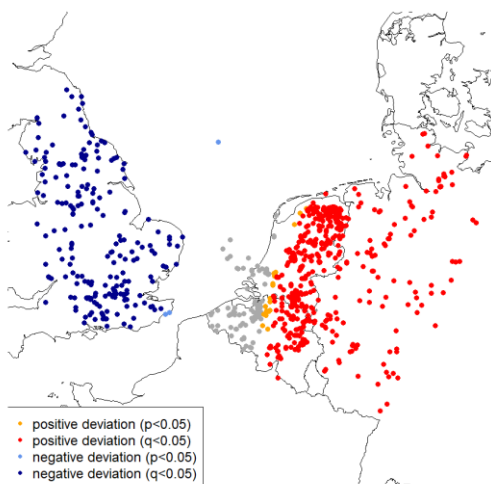 positive deviation (p<0.05)
positive deviation (q<0.05)
negative deviation (p<0.05)
negative deviation (q<0.05)